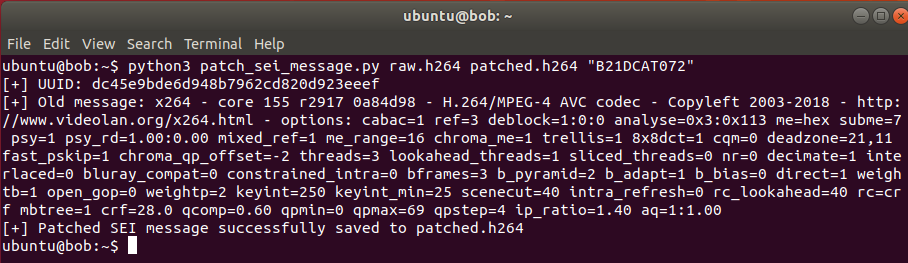 ubuntu@bob: ~
File Edit View Search Terminal Help
ubuntu@bob:~$ python3 patch_sei_message.py raw.h264 patched.h264 "B21DCAT072"
[+] UUID: dc45e9bde6d948b7962cd820d923eeef
[+] Old message: x264 - core 155 r2917 0a84d98 - H.264/MPEG-4 AVC codec - Copyleft 2003-2018 - http:
//www.videolan.org/x264.html - options: cabac=1 ref=3 deblock=1:0:0 analyse=0x3:0x113 me=hex subme=7
 psy=1 psy_rd=1.00:0.00 mixed_ref=1 me_range=16 chroma_me=1 trellis=1 8x8dct=1 cqm=0 deadzone=21,11
fast_pskip=1 chroma_qp_offset=-2 threads=3 lookahead_threads=1 sliced_threads=0 nr=0 decimate=1 inte
rlaced=0 bluray_compat=0 constrained_intra=0 bframes=3 b_pyramid=2 b_adapt=1 b_bias=0 direct=1 weigh
tb=1 open_gop=0 weightp=2 keyint=250 keyint_min=25 scenecut=40 intra_refresh=0 rc_lookahead=40 rc=cr
f mbtree=1 crf=28.0 qcomp=0.60 qpmin=0 qpmax=69 qpstep=4 ip_ratio=1.40 aq=1:1.00
[+] Patched SEI message successfully saved to patched.h264
ubuntu@bob:~$